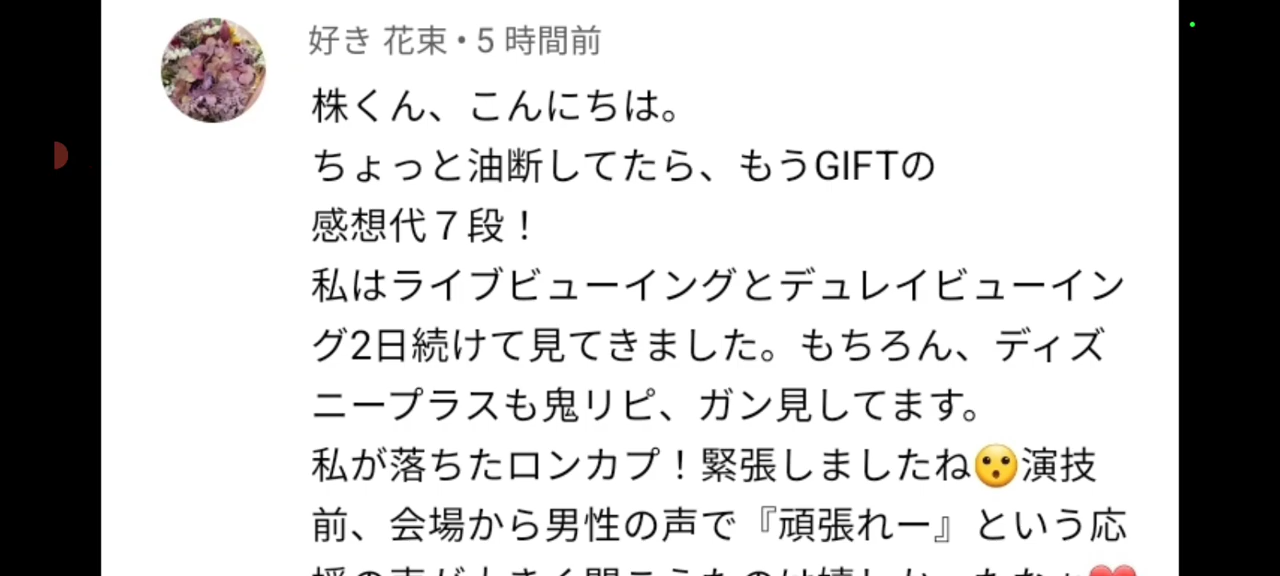 好き 花束 • 5 時間前
株くん、こんにちは。
ちょっと油断してたら、もうGIFTの
感想代７段！
私はライブビューイングとデュレイビューイン
グ2日続けて見てきました。もちろん、ディズ
ニープラスも鬼リピ、ガン見してます。
私が落ちたロンカプ！緊張しましたね😮演技
前、会場から男性の声で『頑張れー』という応